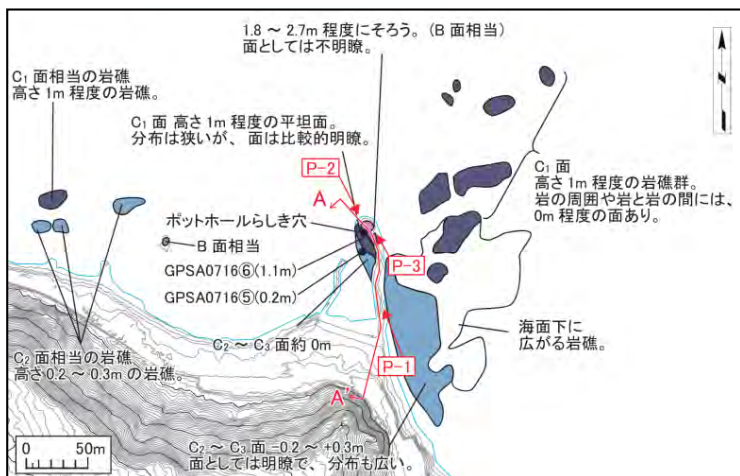 1.8 ～ 2.7m 程度にそろう。(B 面相当)
面としては不明瞭。
C₁ 面相当の岩礁
高さ 1m 程度の岩礁。
C₁ 面 高さ 1m 程度の平坦面。
分布は狭いが、面は比較的明瞭。
N
P-2
A
C₁ 面
高さ 1m 程度の岩礁群。
岩の周囲や岩と岩の間には、
0m 程度の面あり。
ポットホールらしき穴
B 面相当
GPSA0716⑥(1.1m)
P-3
GPSA0716⑤(0.2m)
海面下に
広がる岩礁。
C₂ ～ C₃ 面約 0m
C₂ 面相当の岩礁
高さ 0.2 ～ 0.3m の岩礁。
P-1
A'
C₂ ～ C₃ 面 -0.2 ～ +0.3m
面としては明瞭で、分布も広い。
0 50m